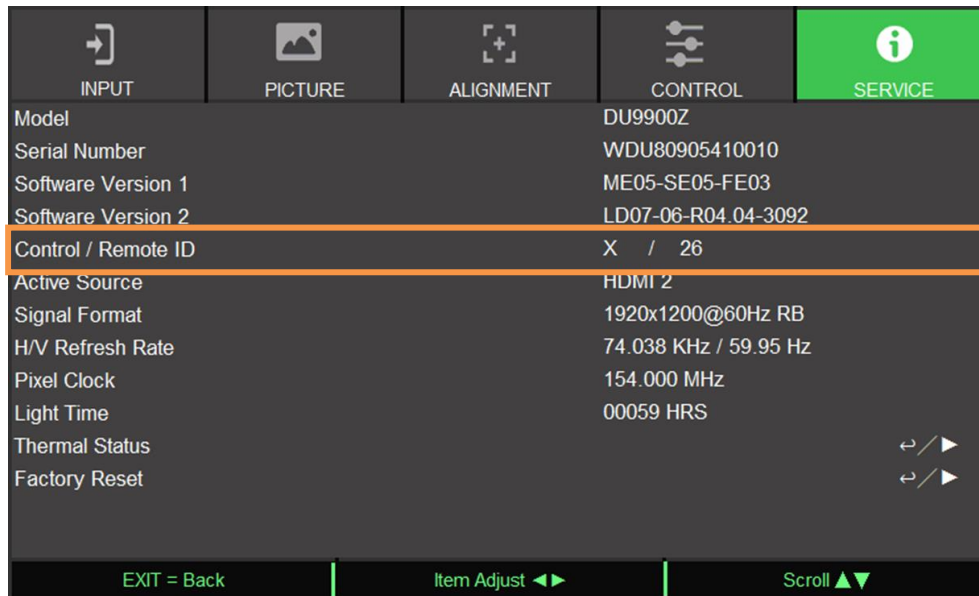 INPUT PICTURE ALIGNMENT CONTROL SERVICE
Model DU9900Z
Serial Number WDU80905410010
Software Version 1 ME05-SE05-FE03
Software Version 2 LD07-06-R04.04-3092
Control / Remote ID X / 26
Active Source HDMI 2
Signal Format 1920x1200@60Hz RB
H/V Refresh Rate 74.038 KHz / 59.95 Hz
Pixel Clock 154.000 MHz
Light Time 00059 HRS
Thermal Status ↩/▶
Factory Reset ↩/▶
EXIT = Back Item Adjust ◀▶ Scroll ▲▼